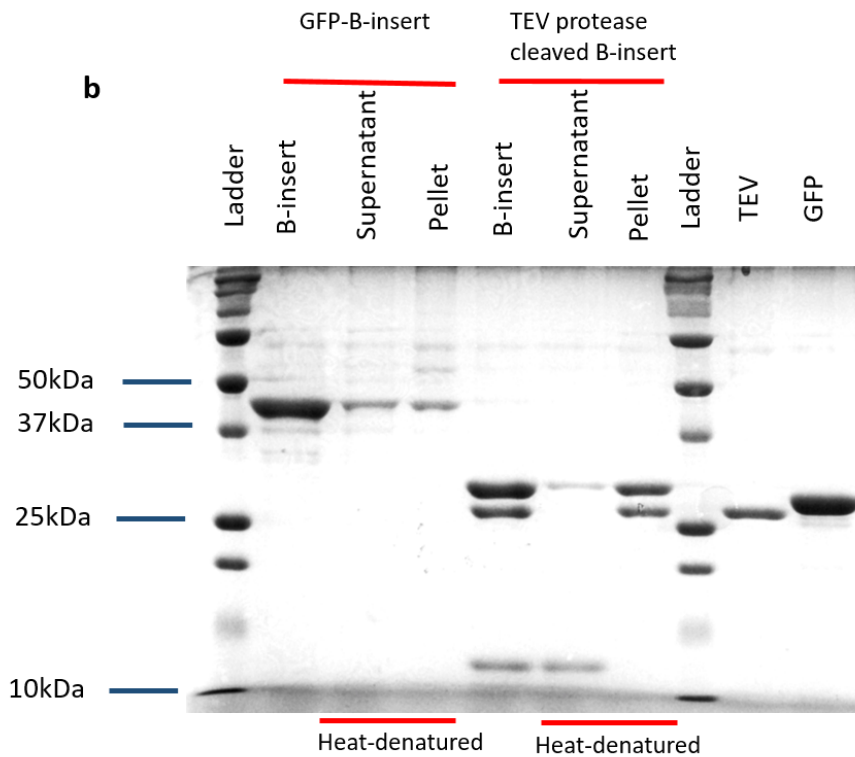 GFP-B-insert
TEV protease
cleaved B-insert
b
Ladder
B-insert
Supernatant
Pellet
B-insert
Supernatant
Pellet
Ladder
TEV
GFP
50kDa
37kDa
25kDa
10kDa
Heat-denatured
Heat-denatured